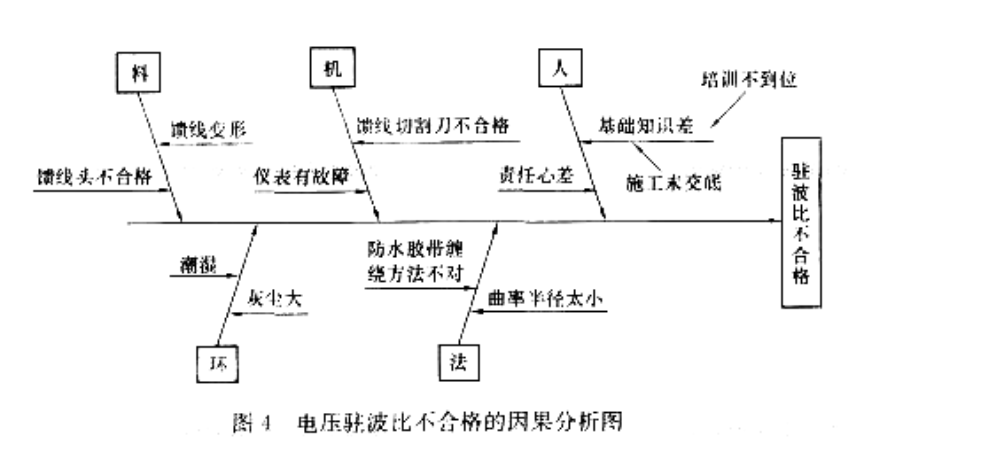 料
机
人
培训不到位
馈线变形
馈线切割刀不合格
基础知识差
馈线头不合格
仪表有故障
责任心差
施工未交底
驻波比不合格
潮湿
防水胶带缠
绕方法不对
灰尘大
曲率半径太小
环
法
图4 电压驻波比不合格的因果分析图